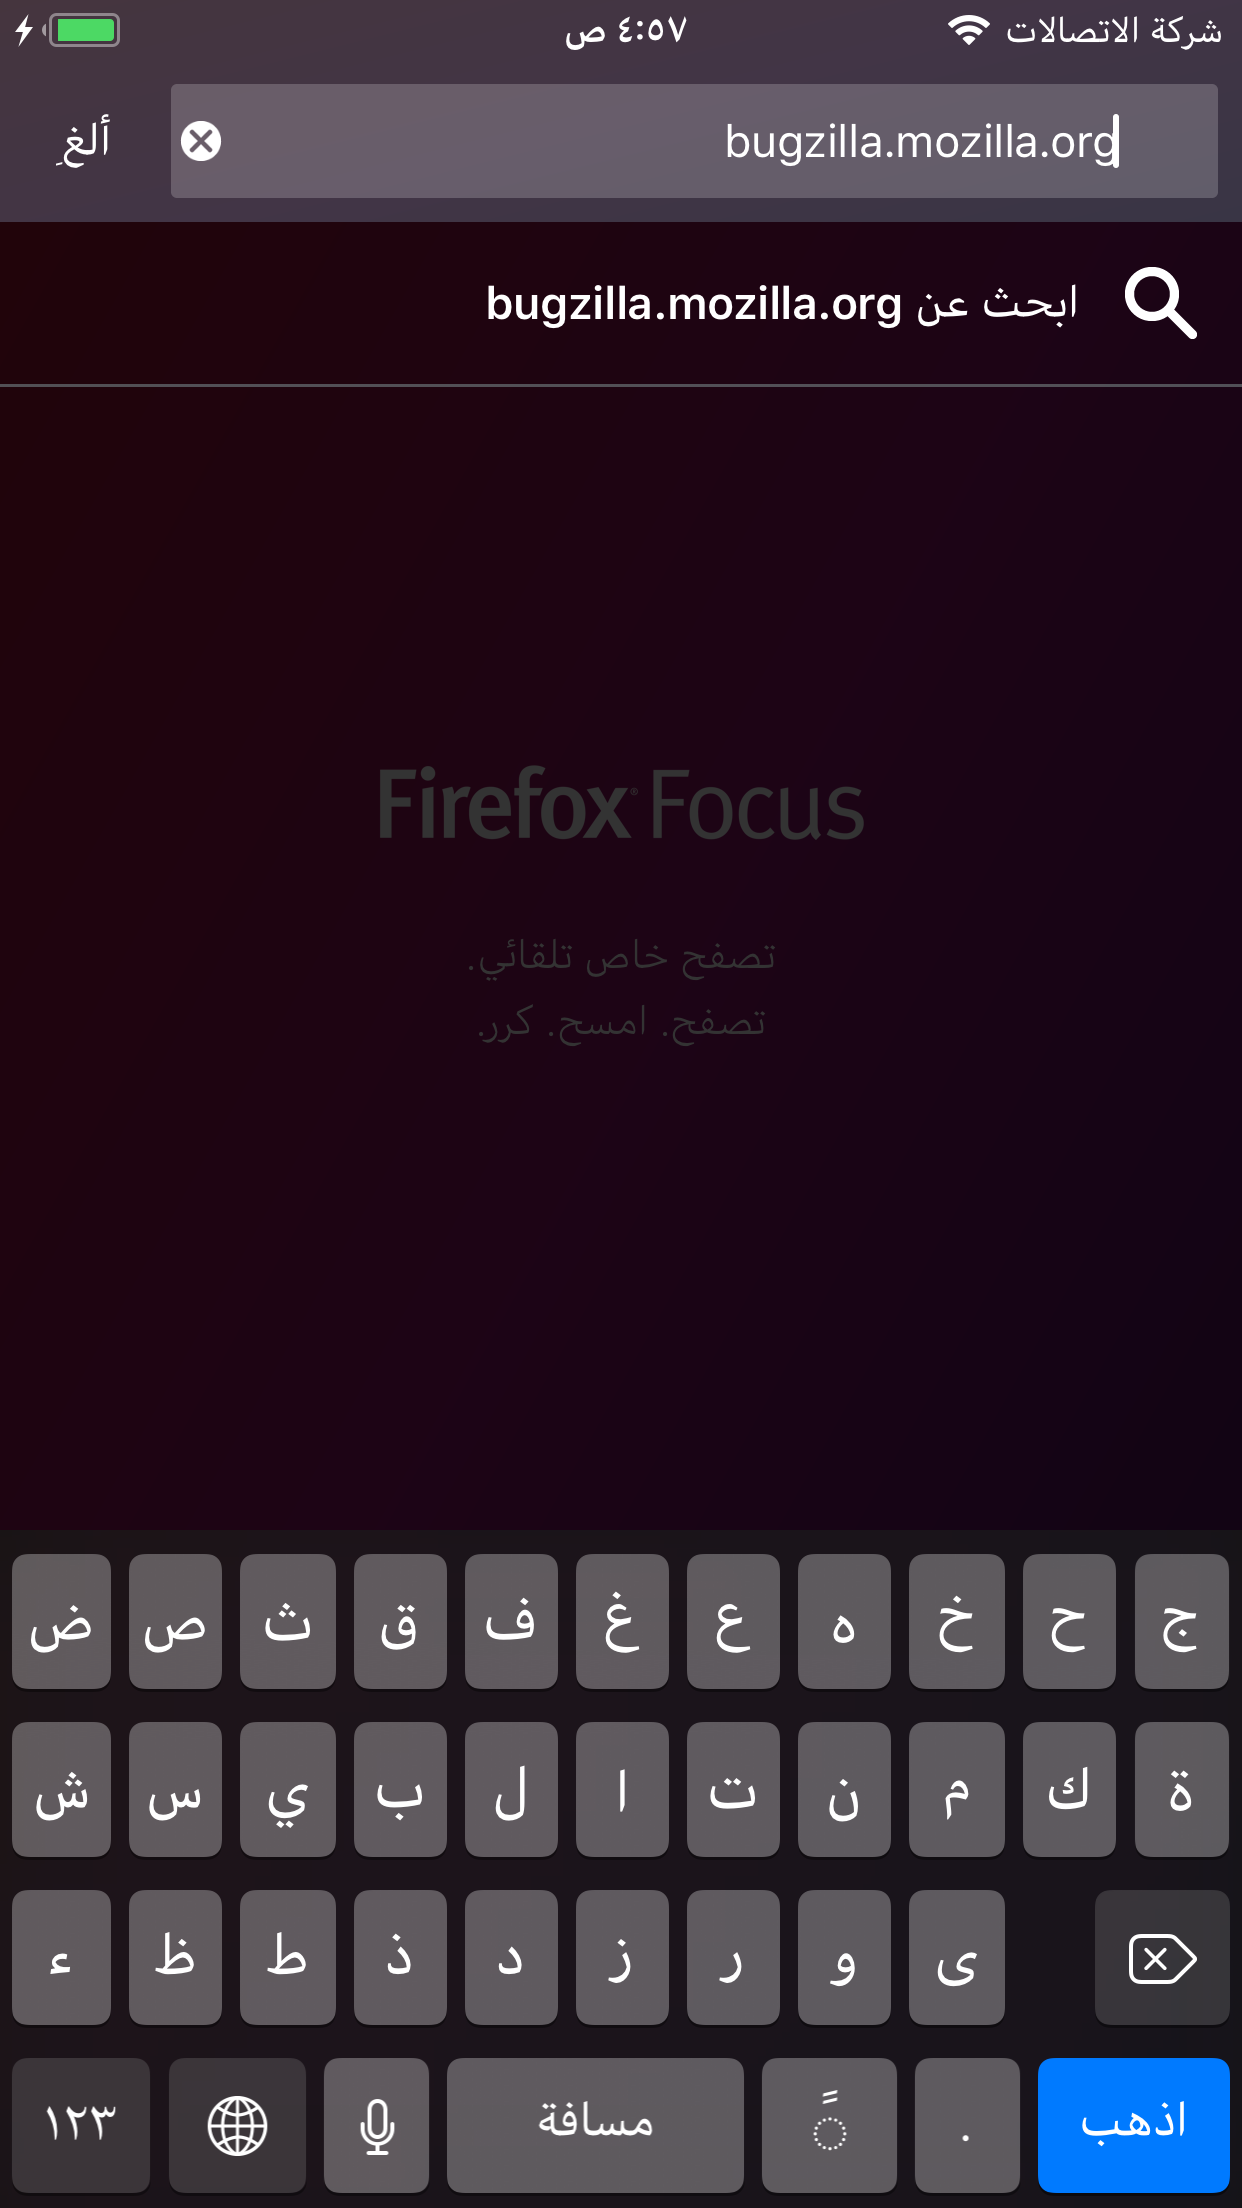 شركة الاتصالات ٤:٥٧ ص
bugzilla.mozilla.org ألغِ
ابحث عن bugzilla.mozilla.org
Firefox® Focus
تصفح خاص تلقائي.
تصفح. امسح. كرر.
ض ص ث ق ف غ ع ه خ ح ج
ش س ي ب ل ا ت ن م ك ة
ء ظ ط ذ د ز ر و ى
١٢٣ مسافة ً . اذهب